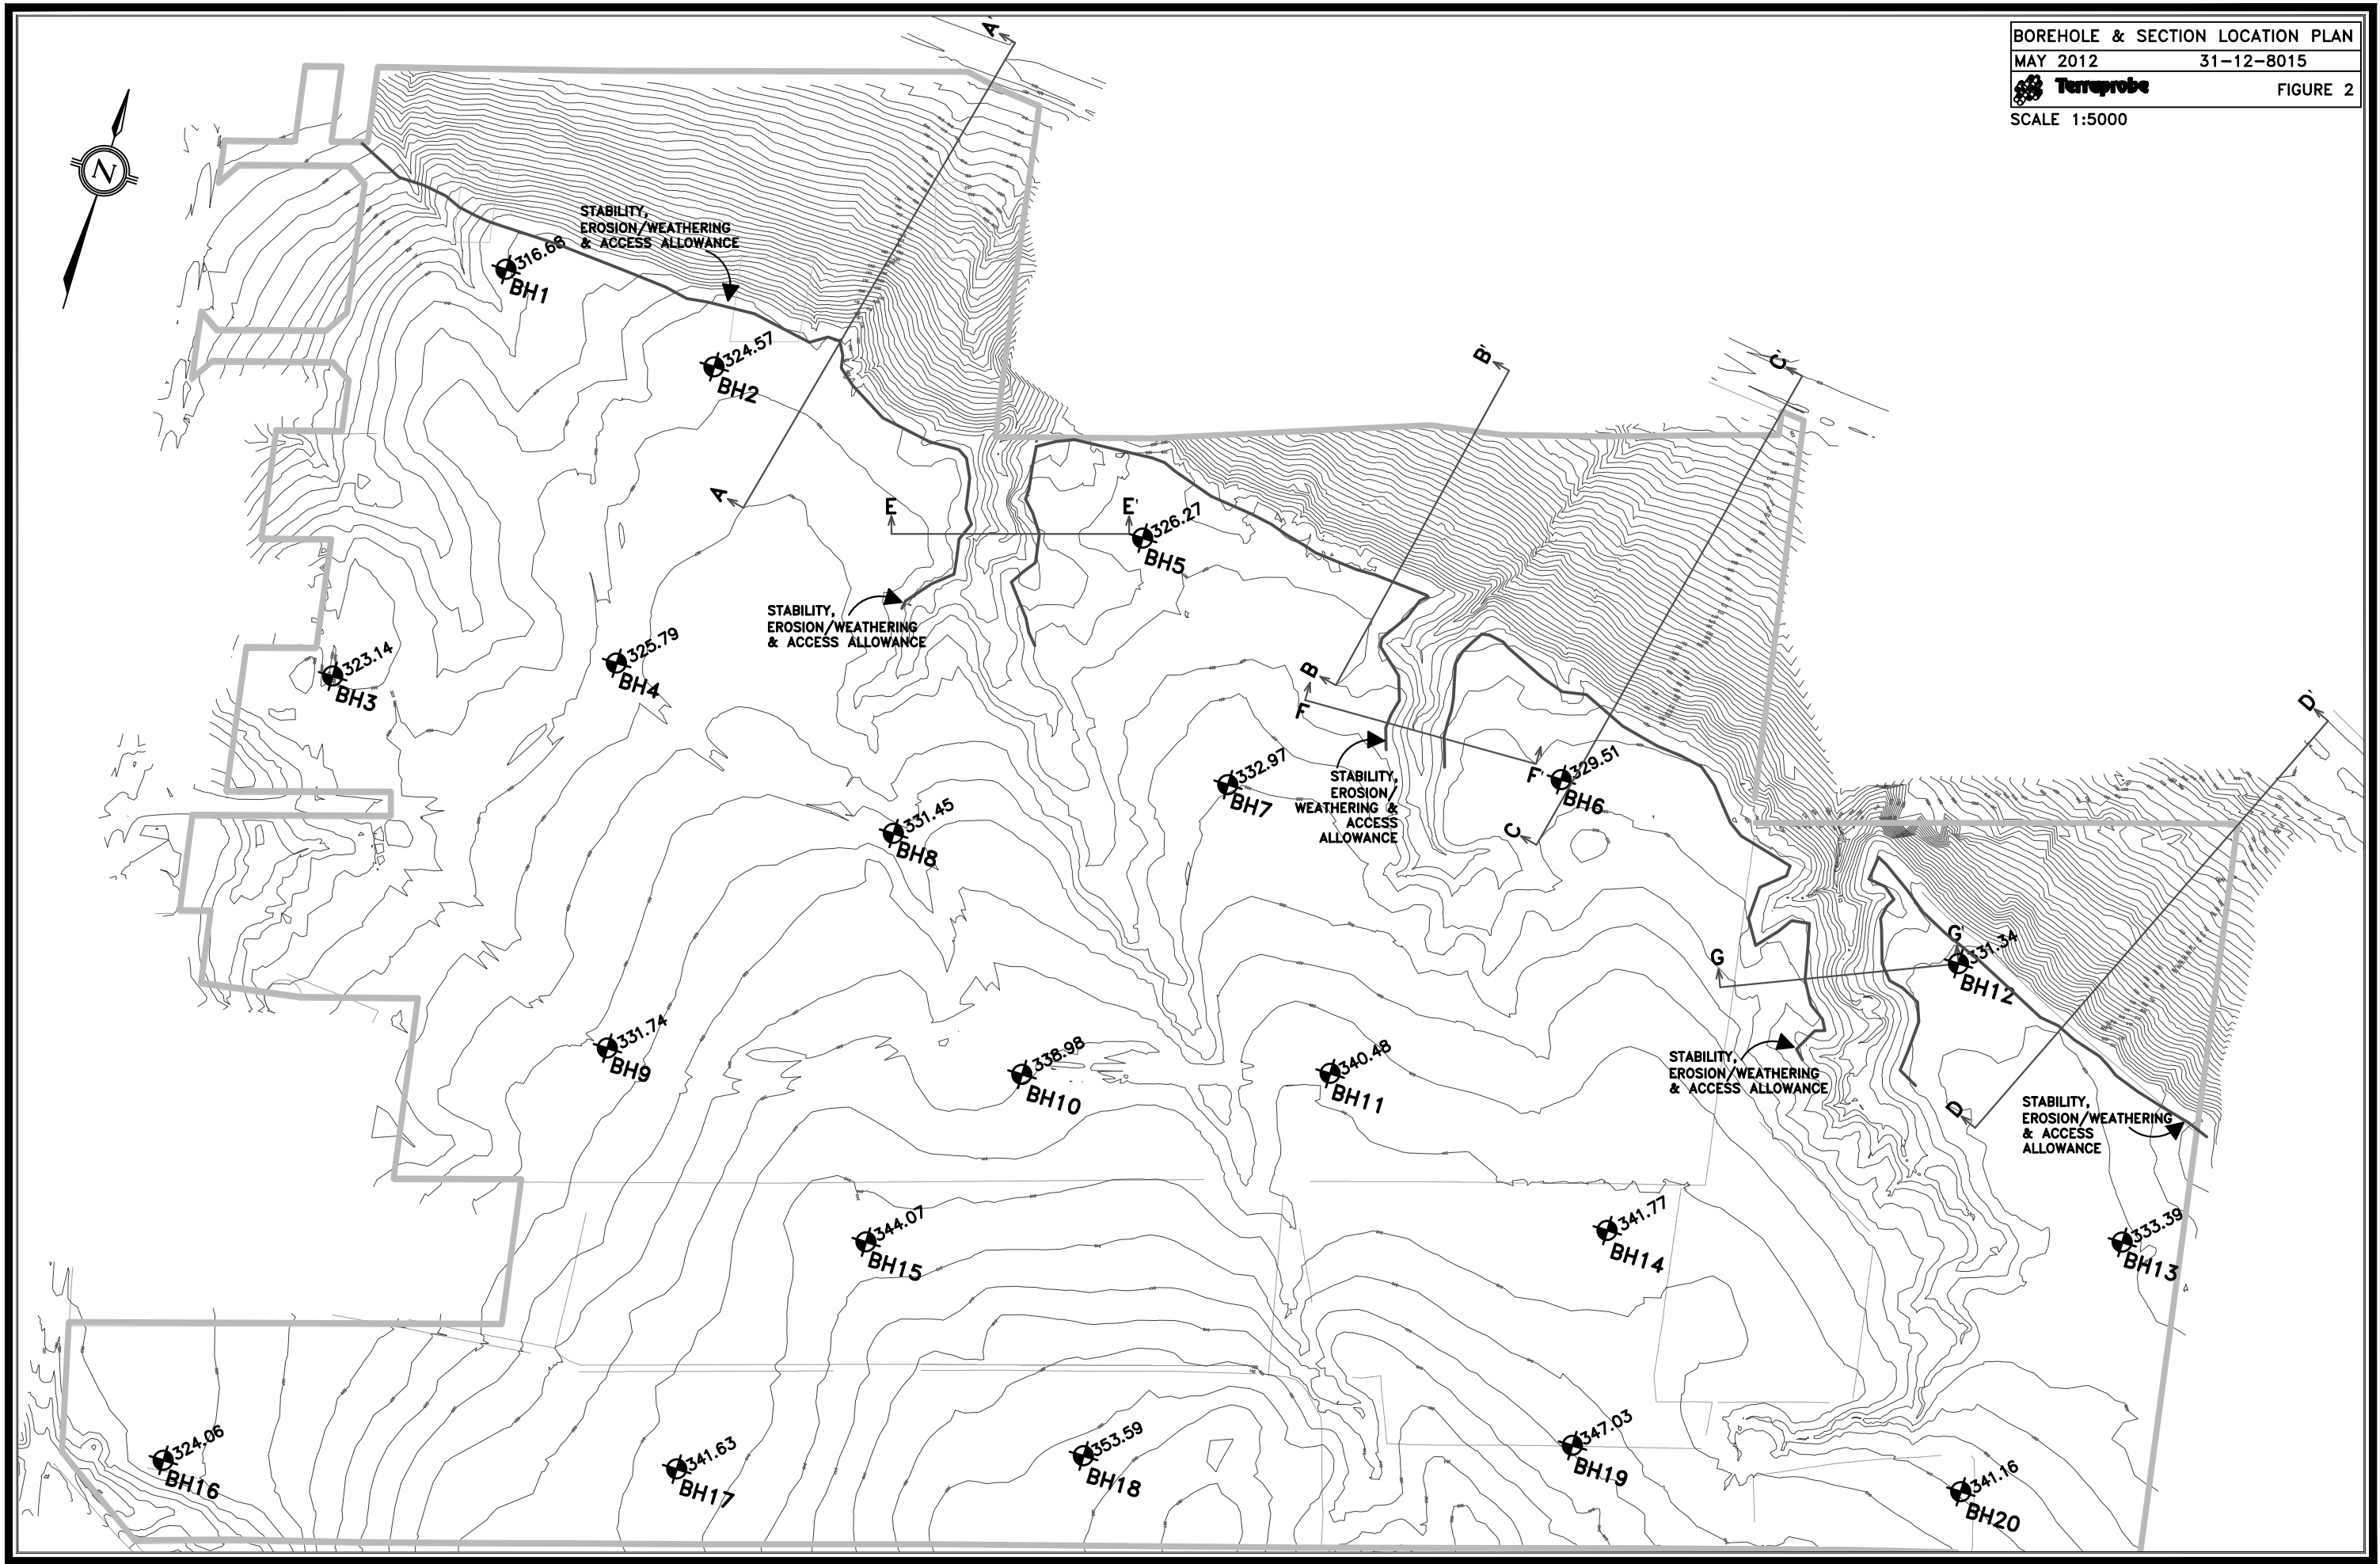 BOREHOLE & SECTION LOCATION PLAN
MAY 2012 31-12-8015
Terraprobe FIGURE 2
SCALE 1:5000
N
A'
STABILITY,
EROSION/WEATHERING
& ACCESS ALLOWANCE
316.68
BH1
324.57
BH2
B'
C'
A
E
E'
326.27
BH5
STABILITY,
EROSION/WEATHERING
& ACCESS ALLOWANCE
323.14
BH3
325.79
BH4
B
F
D'
332.97
BH7
STABILITY,
EROSION/
WEATHERING &
ACCESS
ALLOWANCE
F'
329.51
BH6
C
331.45
BH8
G
G'
331.34
BH12
331.74
BH9
338.98
BH10
340.48
BH11
STABILITY,
EROSION/WEATHERING
& ACCESS ALLOWANCE
D
STABILITY,
EROSION/WEATHERING
& ACCESS
ALLOWANCE
344.07
BH15
341.77
BH14
333.39
BH13
324.06
BH16
341.63
BH17
353.59
BH18
347.03
BH19
341.16
BH20